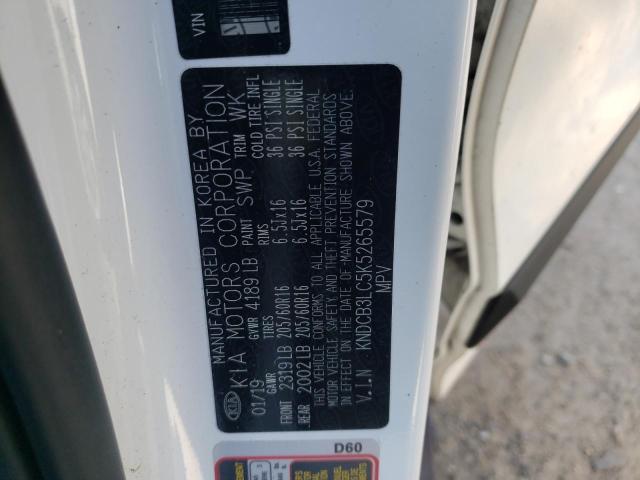 VIN
MANUFACTURED IN KOREA BY
KIA KIA MOTORS CORPORATION
01/19 GVWR 4189 LB PAINT SWP TRIM WK
GAWR TIRES RIMS COLD TIRE INFL
FRONT 2319 LB 205/60R16 6.5Jx16 36 PSI SINGLE
REAR 2002 LB 205/60R16 6.5Jx16 36 PSI SINGLE
THIS VEHICLE CONFORMS TO ALL APPLICABLE U.S.A. FEDERAL
MOTOR VEHICLE SAFETY AND THEFT PREVENTION STANDARDS
IN EFFECT ON THE DATE OF MANUFACTURE SHOWN ABOVE.
V.I.N KNDCB3LC5K5265579
MPV
D60